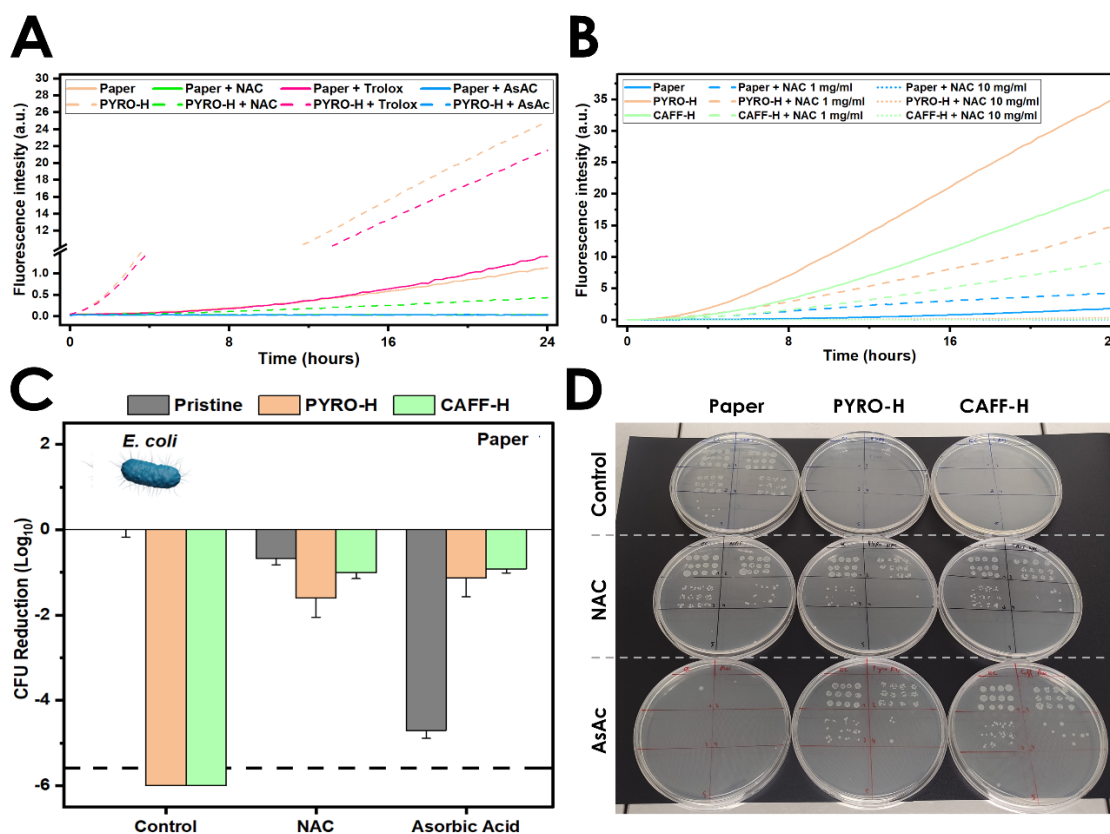 A
Fluorescence intesity (a.u.)
30
28
26
24
22
20
18
16
14
12
1.0
0.5
0.0
Paper
Paper + NAC
Paper + Trolox
Paper + AsAC
PYRO-H
PYRO-H + NAC
PYRO-H + Trolox
PYRO-H + AsAc
0
4
8
12
16
20
24
Time (hours)
B
Fluorescence intesity (a.u.)
35
30
25
20
15
10
5
0
Paper
Paper + NAC 1 mg/ml
Paper + NAC 10 mg/ml
PYRO-H
PYRO-H + NAC 1 mg/ml
PYRO-H + NAC 10 mg/ml
CAFF-H
CAFF-H + NAC 1 mg/ml
CAFF-H + NAC 10 mg/ml
0
8
16
Time (hours)
C
Pristine
PYRO-H
CAFF-H
CFU Reduction (Log10)
2
0
-2
-4
-6
E. coli
Paper
Control
NAC
Asorbic Acid
D
Paper
PYRO-H
CAFF-H
Control
NAC
AsAc